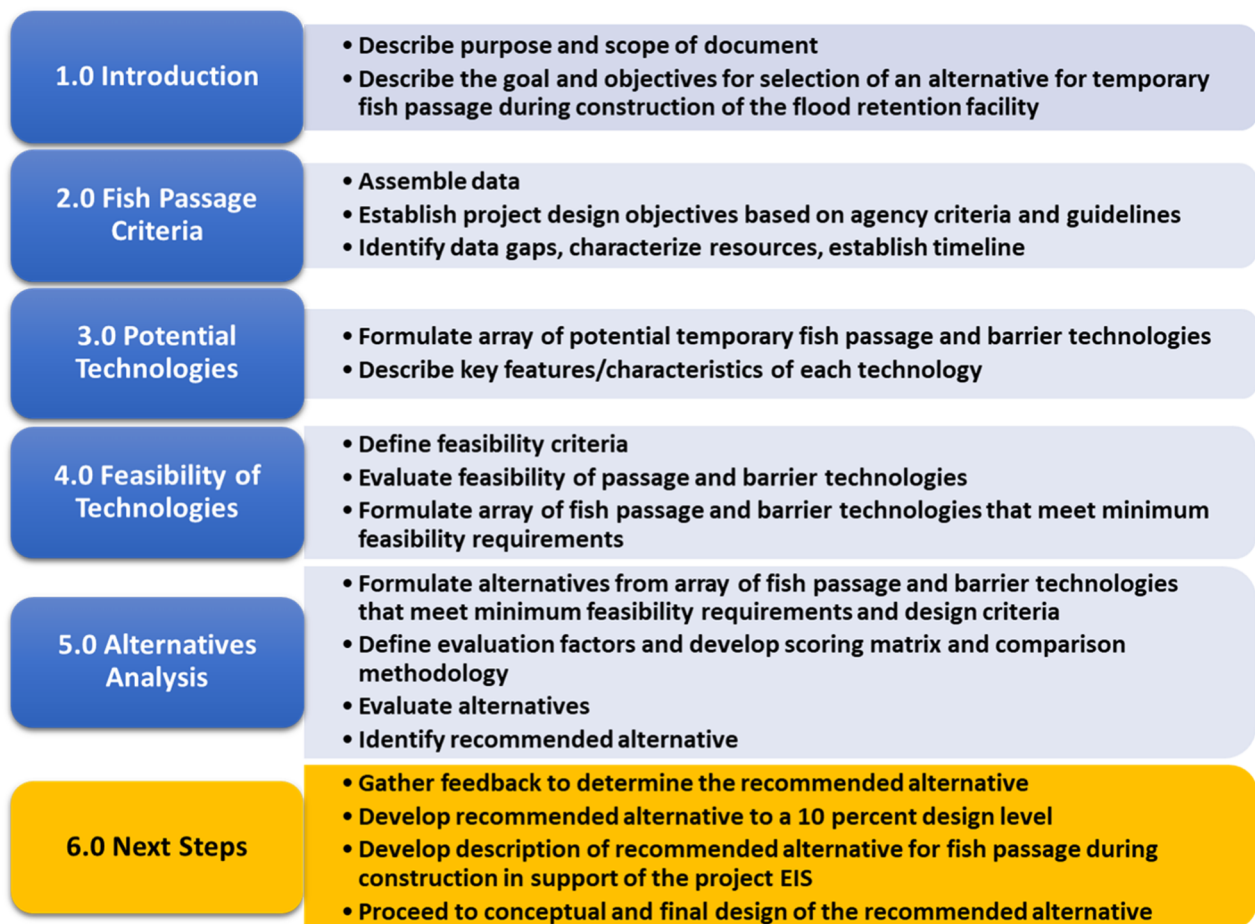 1.0 Introduction
• Describe purpose and scope of document
• Describe the goal and objectives for selection of an alternative for temporary
fish passage during construction of the flood retention facility
2.0 Fish Passage
Criteria
• Assemble data
• Establish project design objectives based on agency criteria and guidelines
• Identify data gaps, characterize resources, establish timeline
3.0 Potential
Technologies
• Formulate array of potential temporary fish passage and barrier technologies
• Describe key features/characteristics of each technology
4.0 Feasibility of
Technologies
• Define feasibility criteria
• Evaluate feasibility of passage and barrier technologies
• Formulate array of fish passage and barrier technologies that meet minimum
feasibility requirements
5.0 Alternatives
Analysis
• Formulate alternatives from array of fish passage and barrier technologies
that meet minimum feasibility requirements and design criteria
• Define evaluation factors and develop scoring matrix and comparison
methodology
• Evaluate alternatives
• Identify recommended alternative
6.0 Next Steps
• Gather feedback to determine the recommended alternative
• Develop recommended alternative to a 10 percent design level
• Develop description of recommended alternative for fish passage during
construction in support of the project EIS
• Proceed to conceptual and final design of the recommended alternative